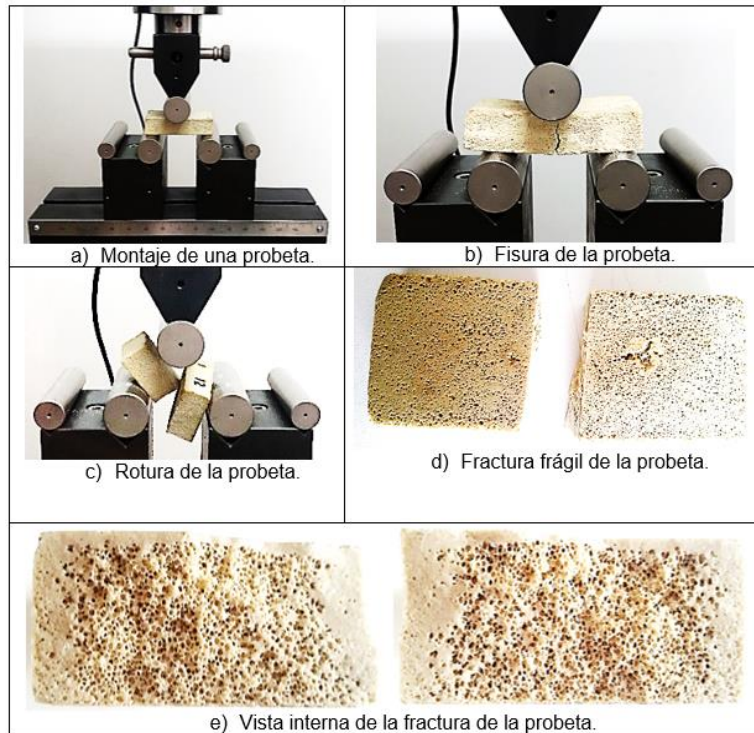 a) Montaje de una probeta.
b) Fisura de la probeta.
c) Rotura de la probeta.
d) Fractura frágil de la probeta.
e) Vista interna de la fractura de la probeta.